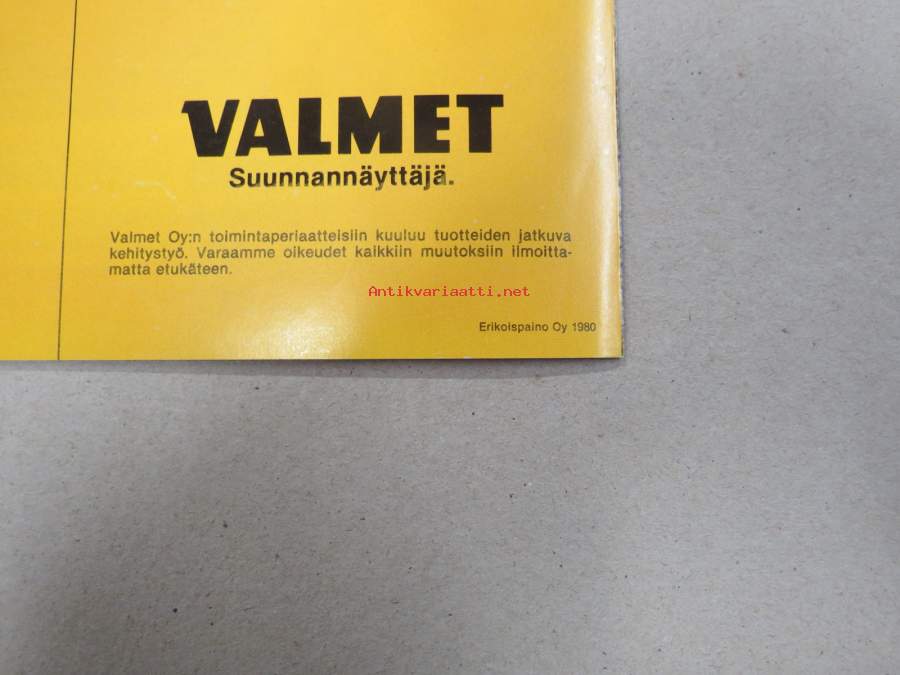 VALMET
Suunnannäyttäjä.
Valmet Oy:n toimintaperiaatteisiin kuuluu tuotteiden jatkuva
kehitystyö. Varaamme oikeudet kaikkiin muutoksiin ilmoitta-
matta etukäteen.
Antikvariaatti.net
Erikoispaino Oy 1980